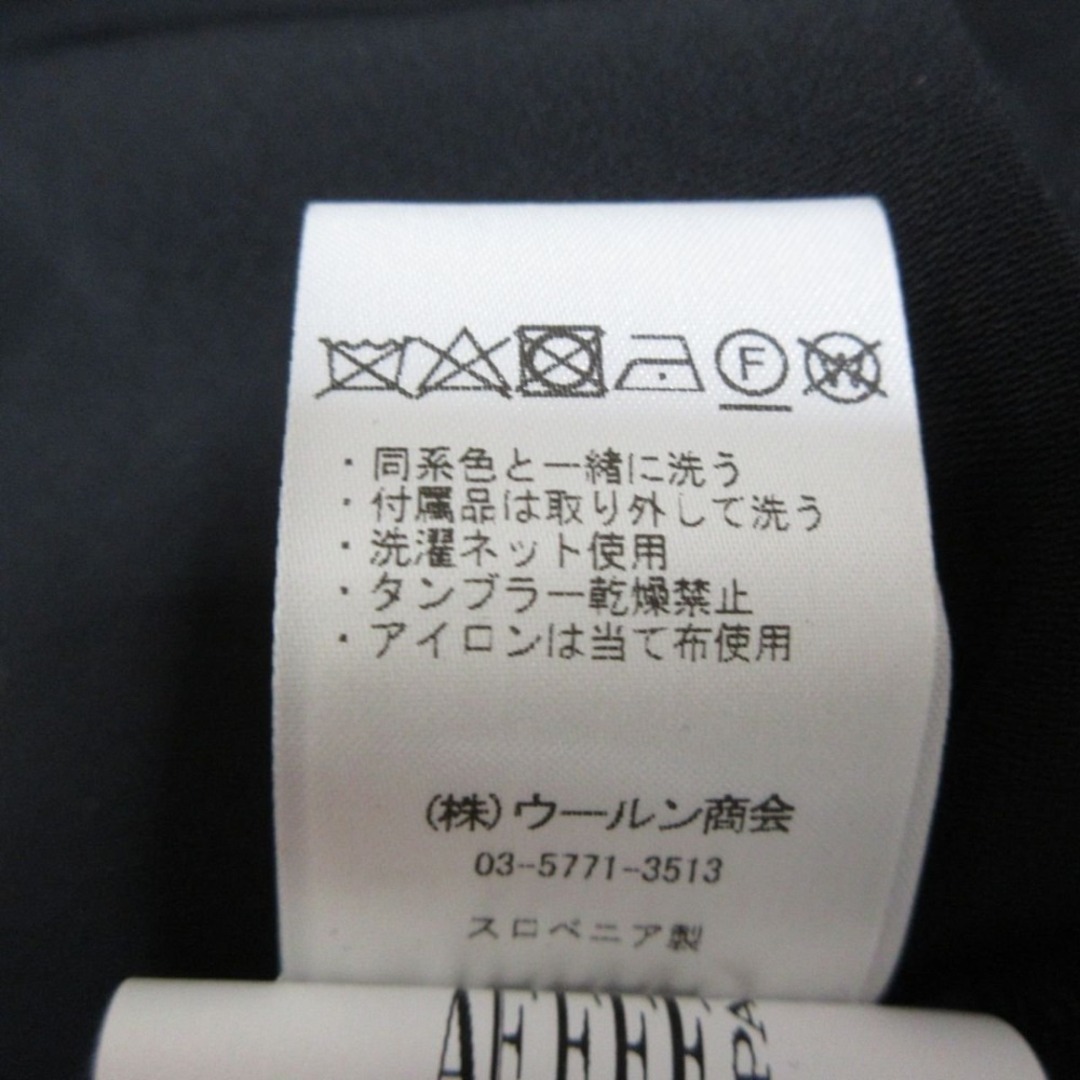 F W
・同系色と一緒に洗う
・付属品は取り外して洗う
・洗濯ネット使用
・タンブラー乾燥禁止
・アイロンは当て布使用
(株)ウールン商会
03-5771-3513
スロベニア製